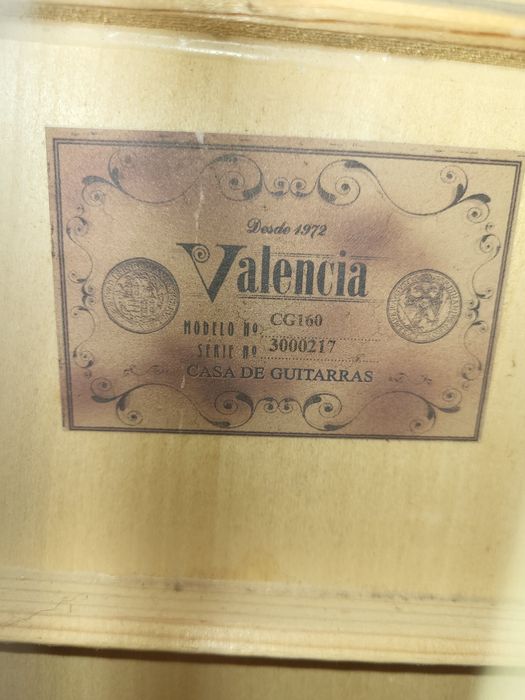 Desde 1972
Valencia
MODELO Nº CG160
SERIE Nº 3000217
CASA DE GUITARRAS